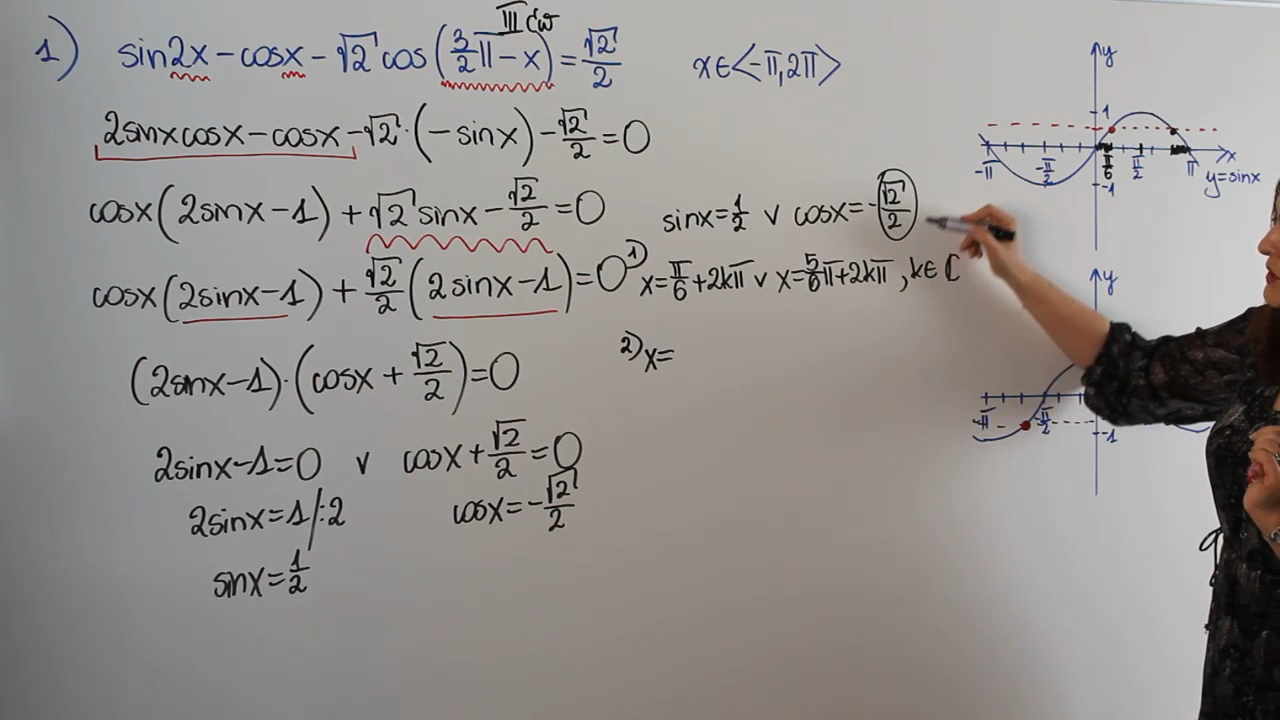 III ćw
1) sin2x - cosx - √2 cos(3/2 π - x) = √2/2 x∈<-π, 2π>
2sinxcosx - cosx - √2·(-sinx) - √2/2 = 0
cosx(2sinx - 1) + √2 sinx - √2/2 = 0
cosx(2sinx - 1) + √2/2 (2sinx - 1) = 0
(2sinx - 1)·(cosx + √2/2) = 0
2sinx - 1 = 0 ∨ cosx + √2/2 = 0
2sinx = 1 /:2 cosx = -√2/2
sinx = 1/2
sinx = 1/2 ∨ cosx = -√2/2
1) x = π/6 + 2kπ ∨ x = 5/6 π + 2kπ, k∈ℂ
2) x =
y
1
-π -π/2 π/6 π/2 π x
-1
y=sinx
y
-π -π/2
-1